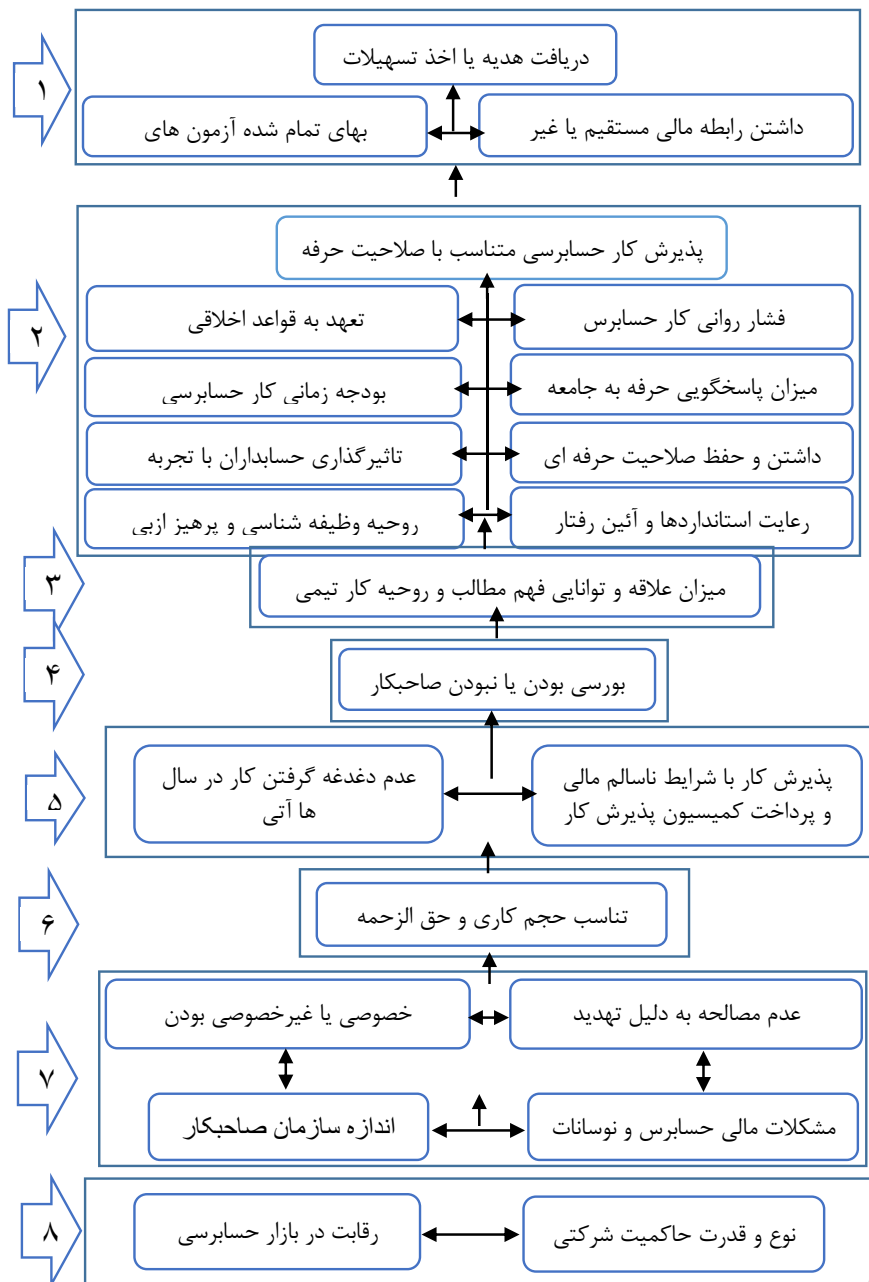 ۱
دریافت هدیه یا اخذ تسهیلات
داشتن رابطه مالی مستقیم یا غیر
بهای تمام شده آزمون های
۲
پذیرش کار حسابرسی متناسب با صلاحیت حرفه
فشار روانی کار حسابرس
تعهد به قواعد اخلاقی
میزان پاسخگویی حرفه به جامعه
بودجه زمانی کار حسابرسی
داشتن و حفظ صلاحیت حرفه ای
تاثیرگذاری حسابداران با تجربه
رعایت استانداردها و آئین رفتار
روحیه وظیفه شناسی و پرهیز ازبی
۳
میزان علاقه و توانایی فهم مطالب و روحیه کار تیمی
۴
بورسی بودن یا نبودن صاحبکار
۵
پذیرش کار با شرایط ناسالم مالی
و پرداخت کمیسیون پذیرش کار
عدم دغدغه گرفتن کار در سال
ها آتی
۶
تناسب حجم کاری و حق الزحمه
۷
عدم مصالحه به دلیل تهدید
خصوصی یا غیرخصوصی بودن
مشکلات مالی حسابرس و نوسانات
اندازه سازمان صاحبکار
۸
نوع و قدرت حاکمیت شرکتی
رقابت در بازار حسابرسی